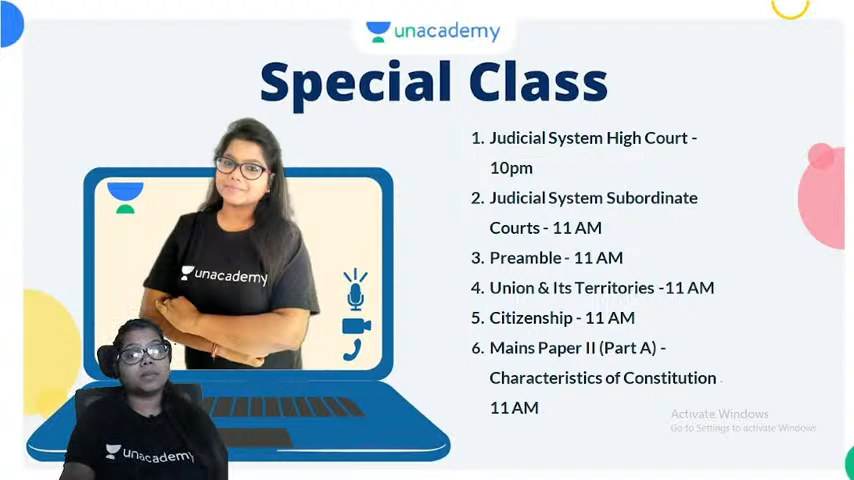 unacademy
Special Class
1. Judicial System High Court -
10pm
2. Judicial System Subordinate
Courts - 11 AM
3. Preamble - 11 AM
4. Union & Its Territories -11 AM
5. Citizenship - 11 AM
6. Mains Paper II (Part A) -
Characteristics of Constitution
11 AM
unacademy
unacademy
Activate Windows
Go to Settings to activate Windows